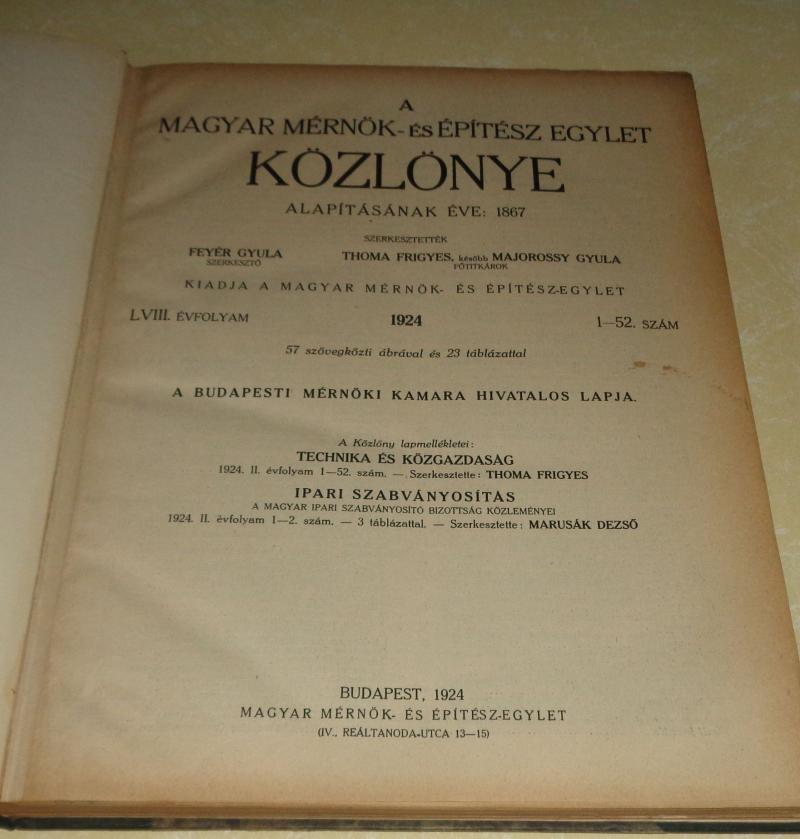 A
MAGYAR MÉRNÖK- ÉS ÉPÍTÉSZ EGYLET
KÖZLÖNYE
ALAPÍTÁSÁNAK ÉVE: 1867
SZERKESZTETTÉK
FEYÉR GYULA THOMA FRIGYES, később MAJOROSSY GYULA
SZERKESZTŐ FŐTITKÁROK
KIADJA A MAGYAR MÉRNÖK- ÉS ÉPÍTÉSZ-EGYLET
LVIII. ÉVFOLYAM 1924 1—52. SZÁM
57 szövegközti ábrával és 23 táblázattal
A BUDAPESTI MÉRNÖKI KAMARA HIVATALOS LAPJA.
A Közlöny lapmellékletei:
TECHNIKA ÉS KÖZGAZDASÁG
1924. II. évfolyam 1—52. szám. — Szerkesztette: THOMA FRIGYES
IPARI SZABVÁNYOSÍTÁS
A MAGYAR IPARI SZABVÁNYOSÍTÓ BIZOTTSÁG KÖZLEMÉNYEI
1924. II. évfolyam 1—2. szám. — 3 táblázattal. — Szerkesztette: MARUSÁK DEZSŐ
BUDAPEST, 1924
MAGYAR MÉRNÖK- ÉS ÉPÍTÉSZ-EGYLET
(IV., REÁLTANODA-UTCA 13—15)